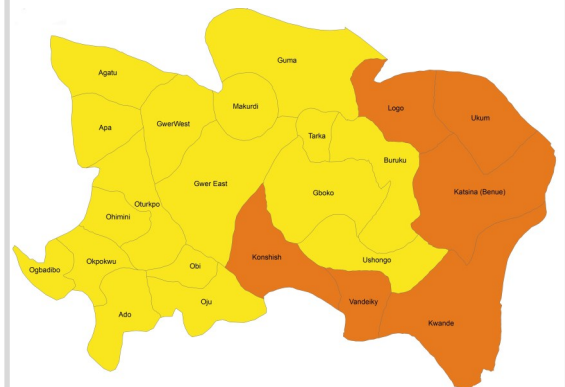 Guma
Agatu
Makurdi
Logo
Ukum
GwerWest
Apa
Tarka
Buruku
Gwer East
Gboko
Katsina (Benue)
Oturkpo
Ohimini
Ushongo
Konshish
Okpokwu
Obi
Ogbadibo
Vandeiky
Oju
Ado
Kwande